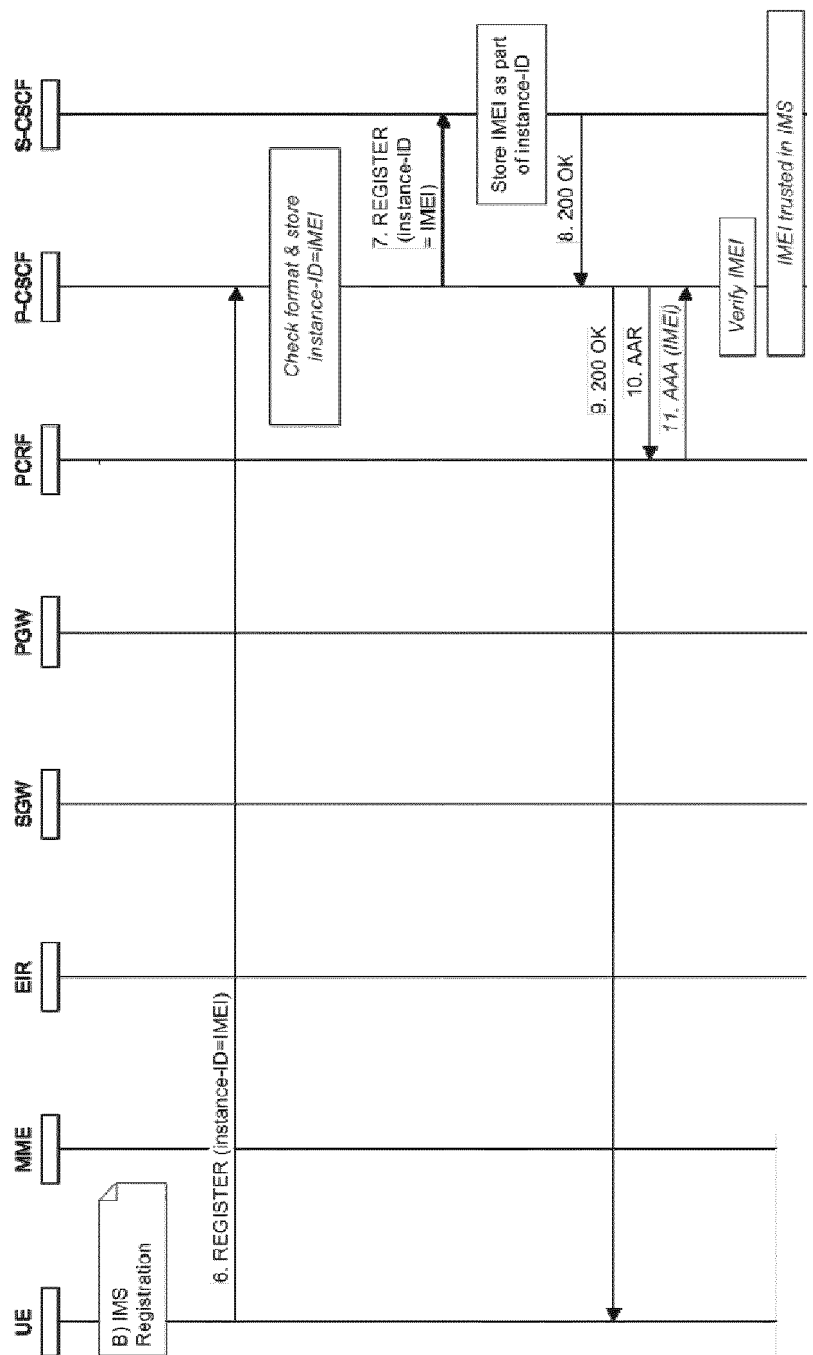 UE
MME
EIR
SGW
PGW
PCRF
P-CSCF
S-CSCF
B) IMS
Registration
6. REGISTER (instance-ID=IMEI)
Check format & store
instance-ID=IMEI
7. REGISTER
(instance-ID
= IMEI)
Store IMEI as part
of instance-ID
8. 200 OK
9. 200 OK
10. AAR
11. AAA (IMEI)
Verify IMEI
IMEI trusted in IMS